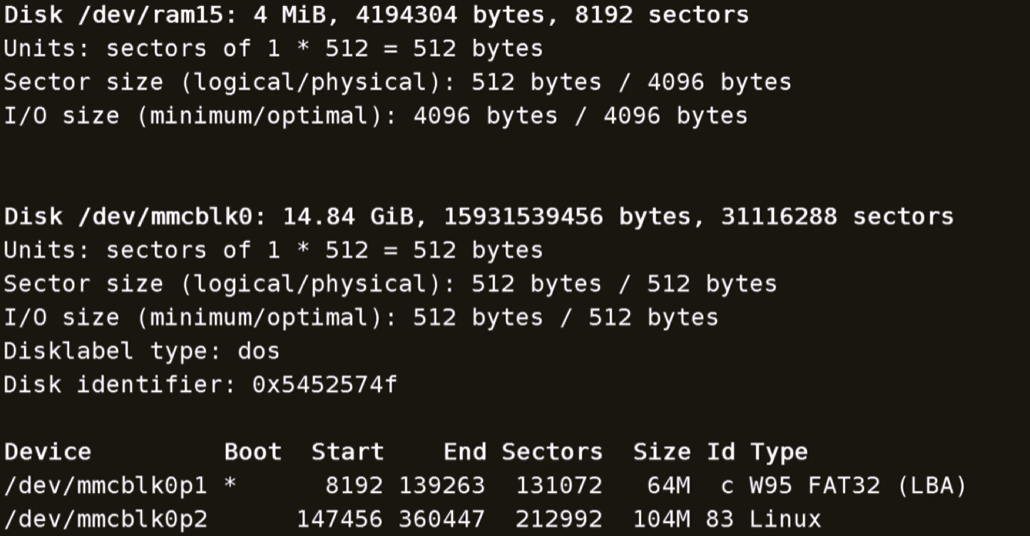 Disk /dev/ram15: 4 MiB, 4194304 bytes, 8192 sectors
Units: sectors of 1 * 512 = 512 bytes
Sector size (logical/physical): 512 bytes / 4096 bytes
I/O size (minimum/optimal): 4096 bytes / 4096 bytes
Disk /dev/mmcblk0: 14.84 GiB, 15931539456 bytes, 31116288 sectors
Units: sectors of 1 * 512 = 512 bytes
Sector size (logical/physical): 512 bytes / 512 bytes
I/O size (minimum/optimal): 512 bytes / 512 bytes
Disklabel type: dos
Disk identifier: 0x5452574f
Device Boot Start End Sectors Size Id Type
/dev/mmcblk0p1 * 8192 139263 131072 64M c W95 FAT32 (LBA)
/dev/mmcblk0p2 147456 360447 212992 104M 83 Linux